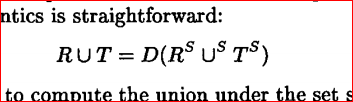 ntics is straightforward:
R ∪ T = D(R^S ∪^S T^S)
to compute the union under the set s